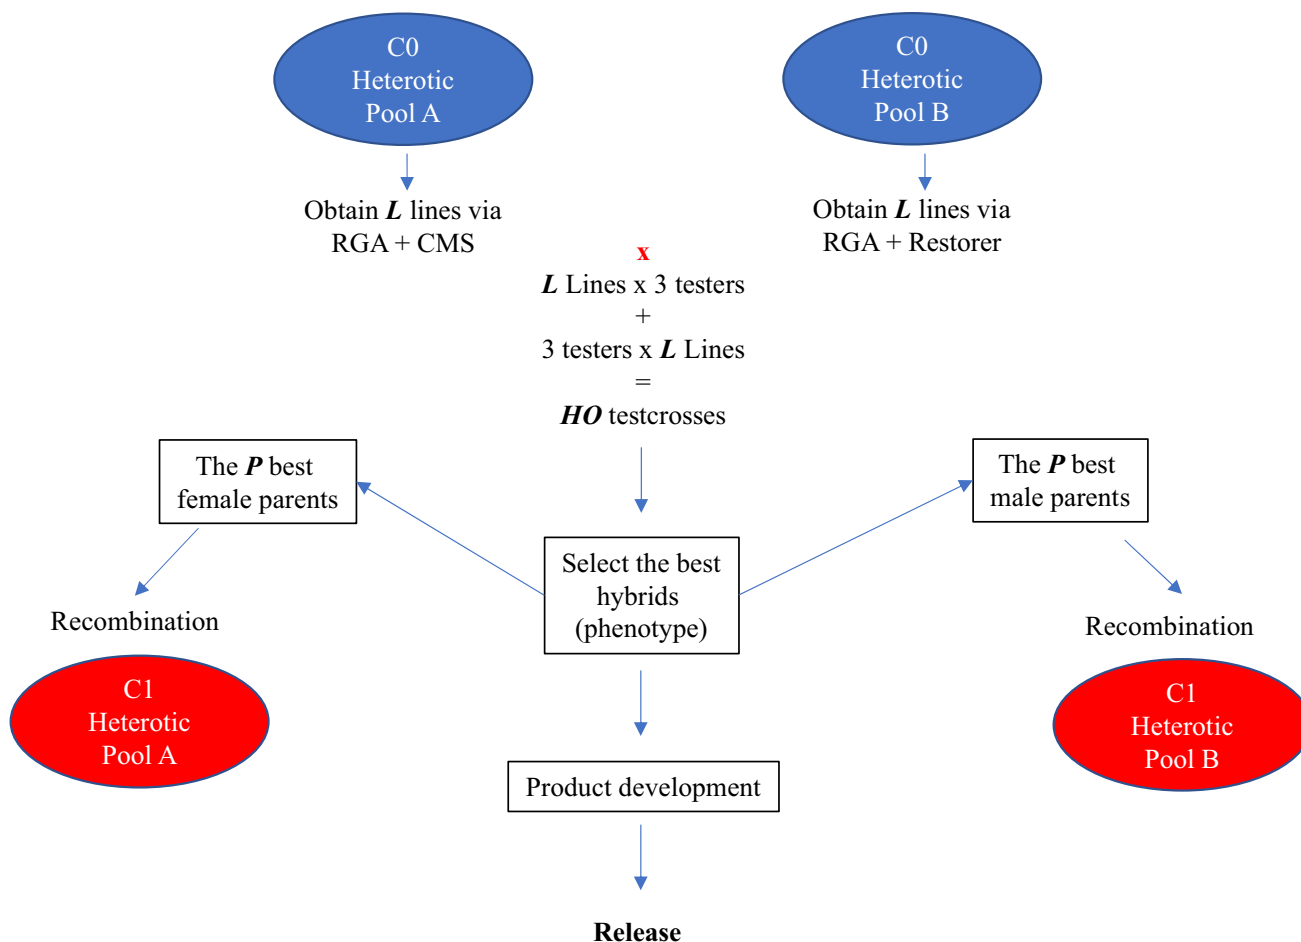 C0
Heterotic
Pool A
C0
Heterotic
Pool B
Obtain L lines via
RGA + CMS
Obtain L lines via
RGA + Restorer
x
L Lines x 3 testers
+
3 testers x L Lines
=
HO testcrosses
The P best
female parents
The P best
male parents
Select the best
hybrids
(phenotype)
Recombination
Recombination
C1
Heterotic
Pool A
C1
Heterotic
Pool B
Product development
Release